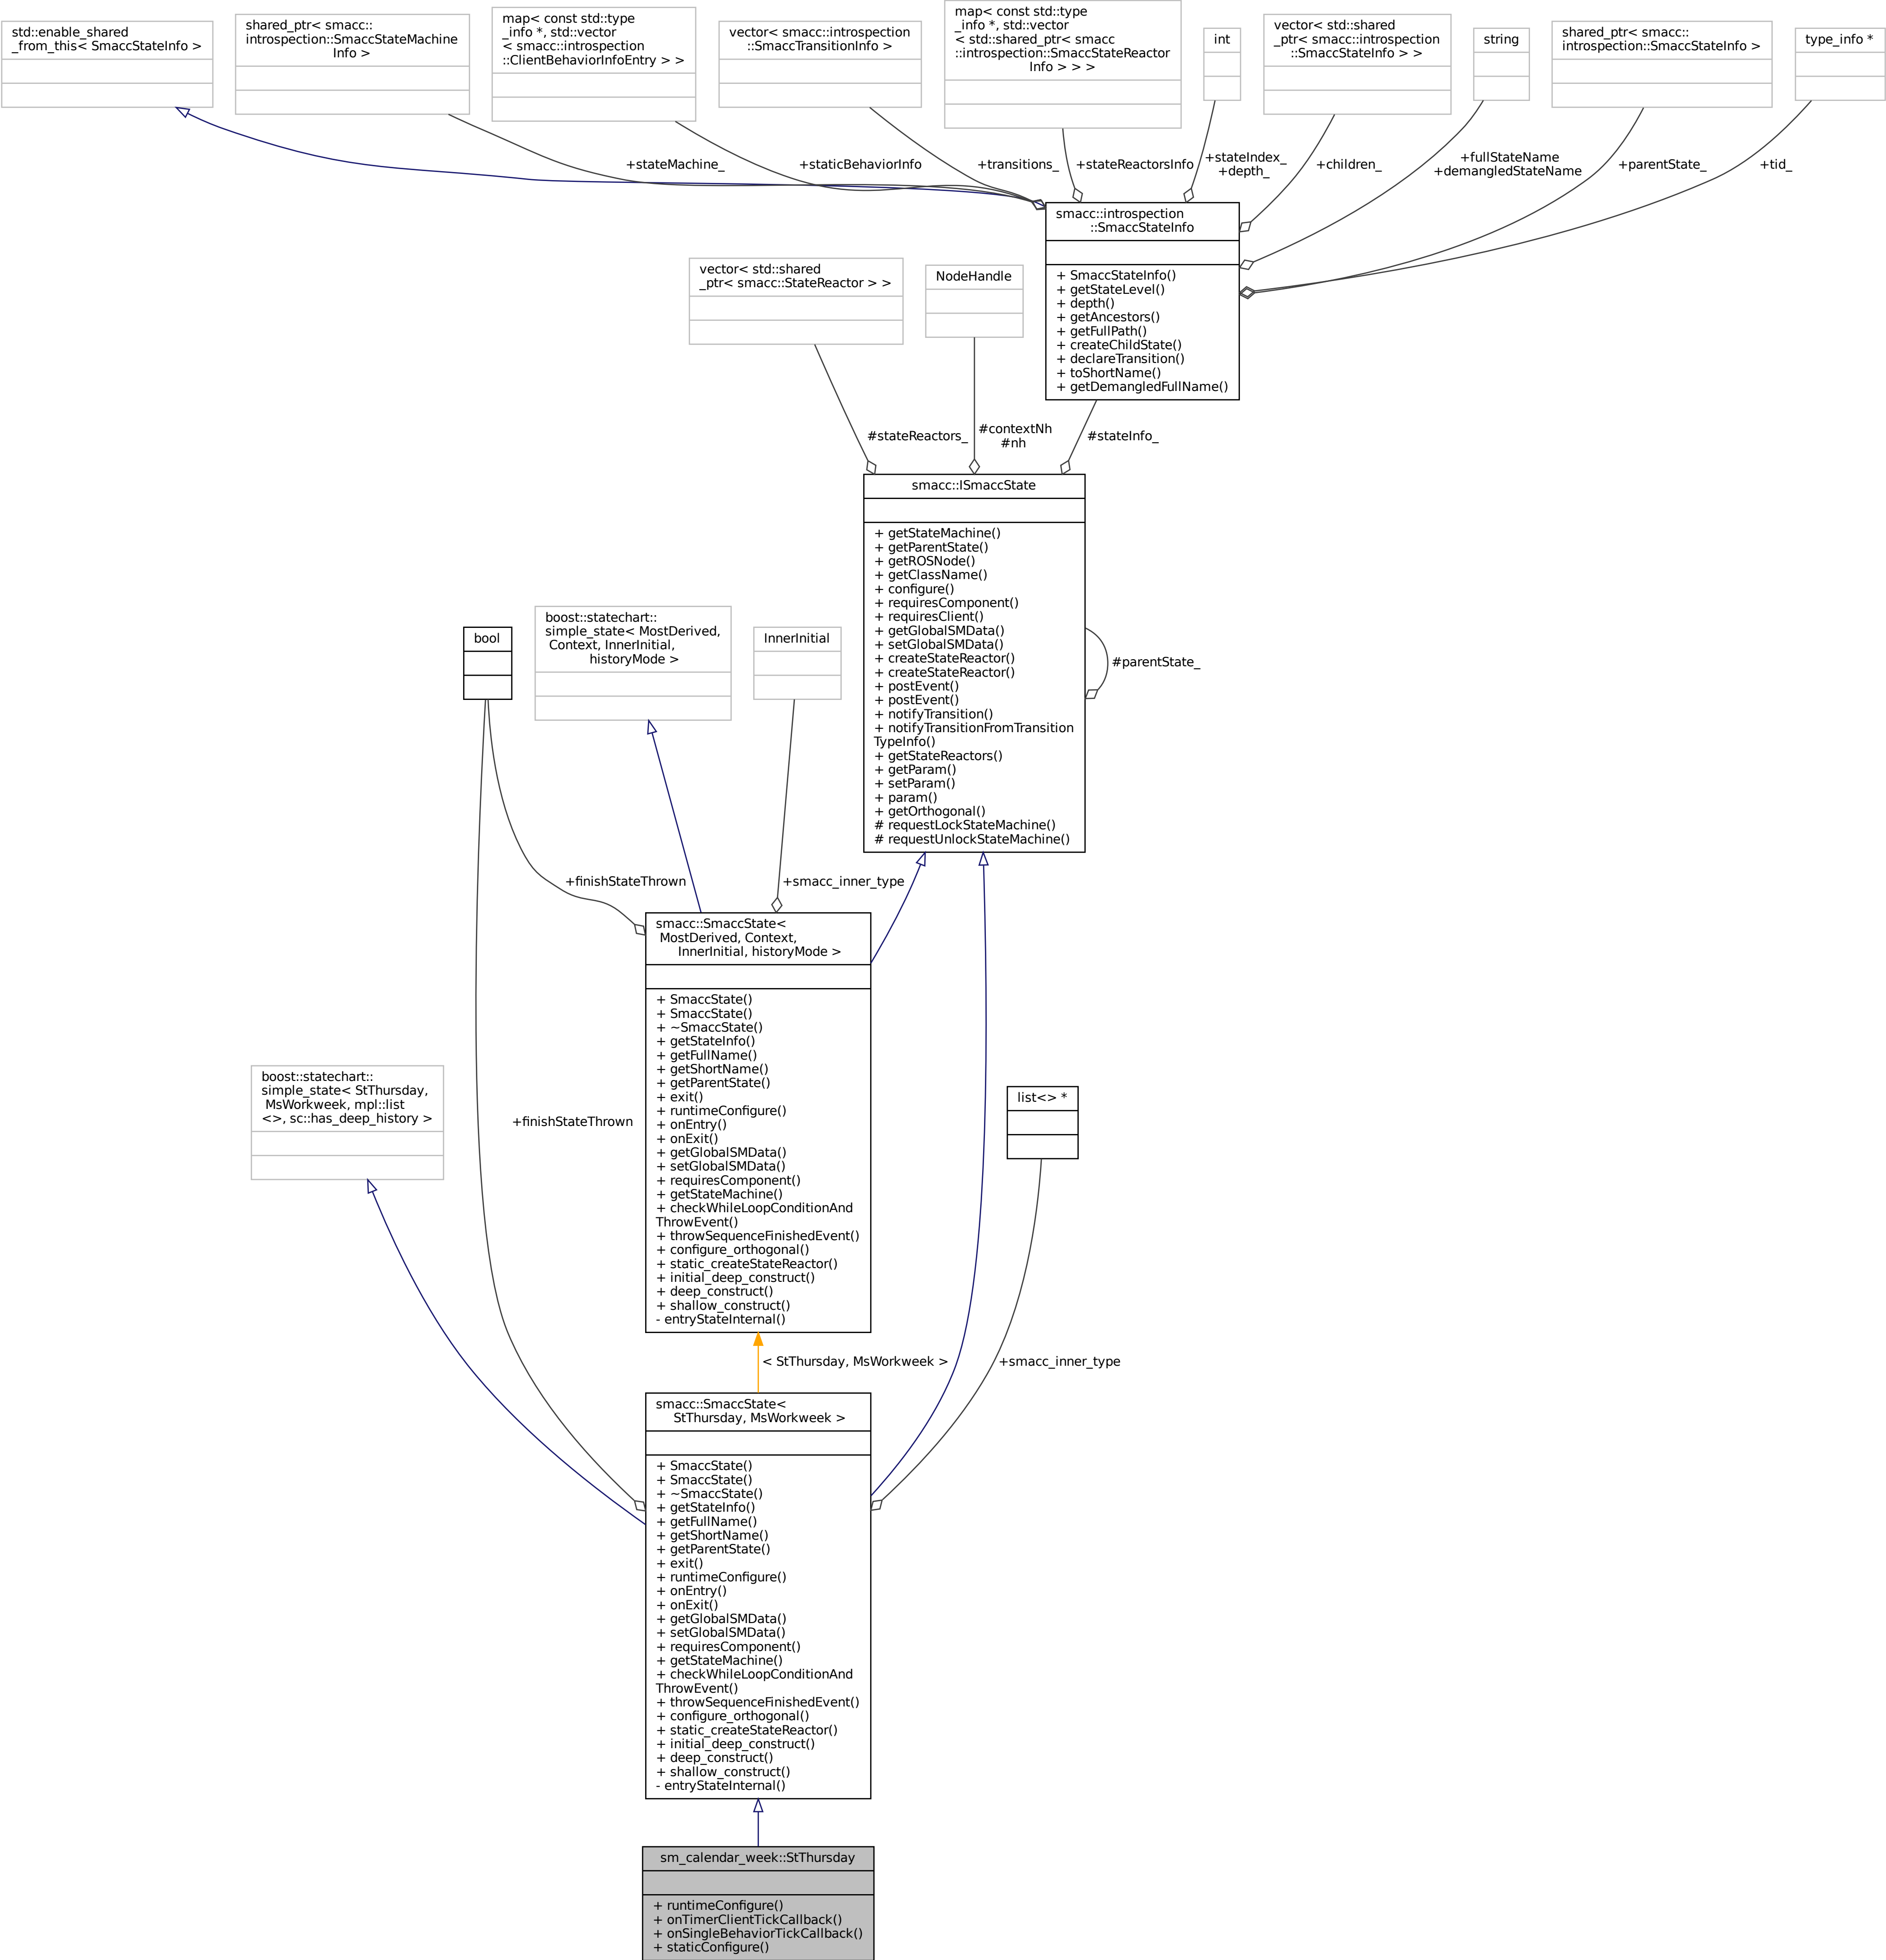 std::enable_shared
_from_this< SmaccStateInfo >
shared_ptr< smacc::
introspection::SmaccStateMachine
Info >
map< const std::type
_info *, std::vector
< smacc::introspection
::ClientBehaviorInfoEntry > >
vector< smacc::introspection
::SmaccTransitionInfo >
map< const std::type
_info *, std::vector
< std::shared_ptr< smacc
::introspection::SmaccStateReactor
Info > > >
int
vector< std::shared
_ptr< smacc::introspection
::SmaccStateInfo > >
string
shared_ptr< smacc::
introspection::SmaccStateInfo >
type_info *
+stateMachine_
+staticBehaviorInfo
+transitions_
+stateReactorsInfo
+stateIndex_
+depth_
+children_
+fullStateName
+demangledStateName
+parentState_
+tid_
smacc::introspection
::SmaccStateInfo
+ SmaccStateInfo()
+ getStateLevel()
+ depth()
+ getAncestors()
+ getFullPath()
+ createChildState()
+ declareTransition()
+ toShortName()
+ getDemangledFullName()
vector< std::shared
_ptr< smacc::StateReactor > >
NodeHandle
#stateReactors_
#contextNh
#nh
#stateInfo_
smacc::ISmaccState
+ getStateMachine()
+ getParentState()
+ getROSNode()
+ getClassName()
+ configure()
+ requiresComponent()
+ requiresClient()
+ getGlobalSMData()
+ setGlobalSMData()
+ createStateReactor()
+ createStateReactor()
+ postEvent()
+ postEvent()
+ notifyTransition()
+ notifyTransitionFromTransition
TypeInfo()
+ getStateReactors()
+ getParam()
+ setParam()
+ param()
+ getOrthogonal()
# requestLockStateMachine()
# requestUnlockStateMachine()
#parentState_
bool
boost::statechart::
simple_state< MostDerived,
Context, InnerInitial,
historyMode >
InnerInitial
+finishStateThrown
+smacc_inner_type
smacc::SmaccState<
MostDerived, Context,
InnerInitial, historyMode >
+ SmaccState()
+ SmaccState()
+ ~SmaccState()
+ getStateInfo()
+ getFullName()
+ getShortName()
+ getParentState()
+ exit()
+ runtimeConfigure()
+ onEntry()
+ onExit()
+ getGlobalSMData()
+ setGlobalSMData()
+ requiresComponent()
+ getStateMachine()
+ checkWhileLoopConditionAnd
ThrowEvent()
+ throwSequenceFinishedEvent()
+ configure_orthogonal()
+ static_createStateReactor()
+ initial_deep_construct()
+ deep_construct()
+ shallow_construct()
- entryStateInternal()
boost::statechart::
simple_state< StThursday,
MsWorkweek, mpl::list
<>, sc::has_deep_history >
+finishStateThrown
list<> *
< StThursday, MsWorkweek >
+smacc_inner_type
smacc::SmaccState<
StThursday, MsWorkweek >
+ SmaccState()
+ SmaccState()
+ ~SmaccState()
+ getStateInfo()
+ getFullName()
+ getShortName()
+ getParentState()
+ exit()
+ runtimeConfigure()
+ onEntry()
+ onExit()
+ getGlobalSMData()
+ setGlobalSMData()
+ requiresComponent()
+ getStateMachine()
+ checkWhileLoopConditionAnd
ThrowEvent()
+ throwSequenceFinishedEvent()
+ configure_orthogonal()
+ static_createStateReactor()
+ initial_deep_construct()
+ deep_construct()
+ shallow_construct()
- entryStateInternal()
sm_calendar_week::StThursday
+ runtimeConfigure()
+ onTimerClientTickCallback()
+ onSingleBehaviorTickCallback()
+ staticConfigure()